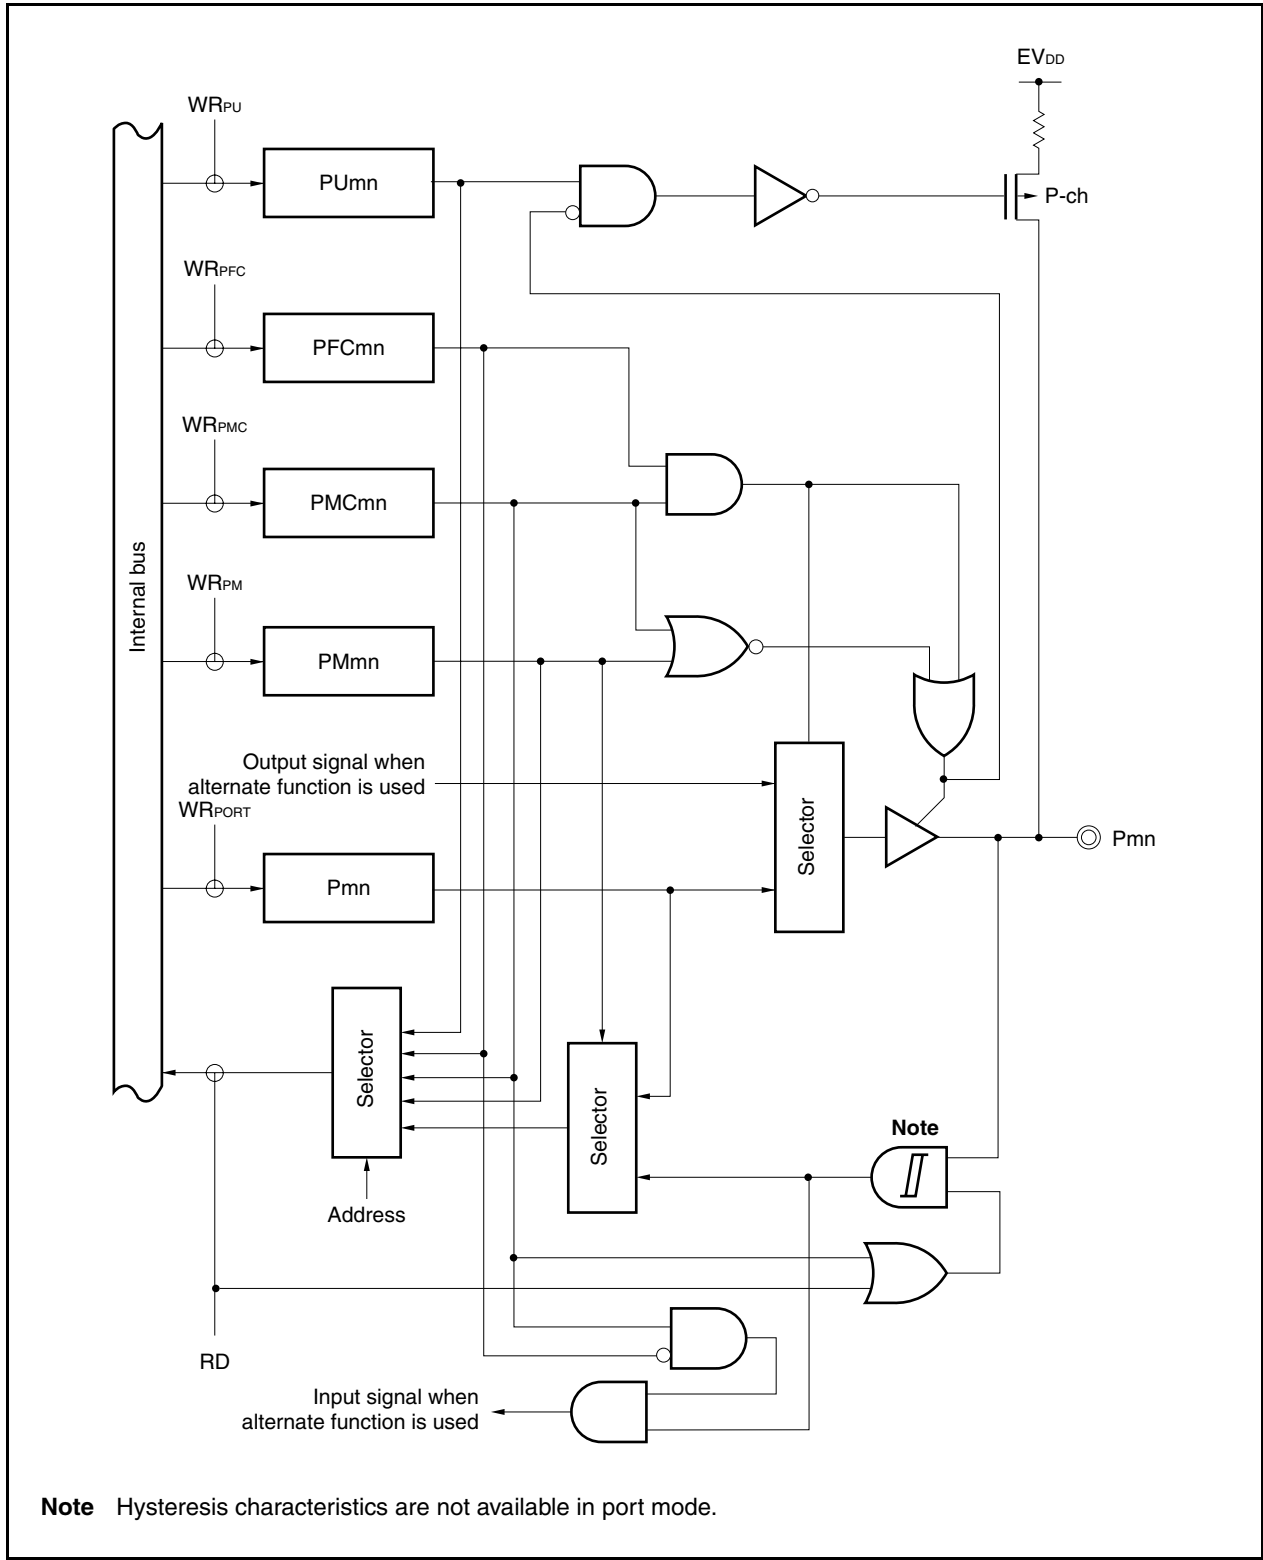 EVDD
WRPU
PUmn
P-ch
WRPFC
PFCmn
WRPMC
PMCmn
Internal bus
WRPM
PMmn
Output signal when
alternate function is used
WRPORT
Selector
Pmn
Pmn
Selector
Selector
Note
Address
RD
Input signal when
alternate function is used
Note Hysteresis characteristics are not available in port mode.